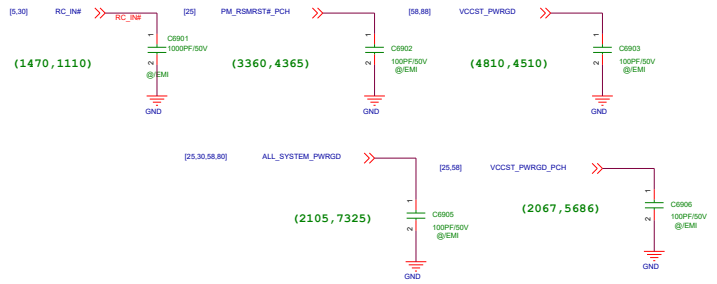 [5,30] RC_IN# RC_IN#
1
C6901
1000PF/50V
2
@/EMI
(1470,1110)
GND
[25] PM_RSMRST#_PCH
1
C6902
100PF/50V
2
@/EMI
(3360,4365)
GND
[58,88] VCCST_PWRGD
1
C6903
100PF/50V
2
@/EMI
(4810,4510)
GND
[25,30,58,80] ALL_SYSTEM_PWRGD
1
C6905
100PF/50V
2
@/EMI
(2105,7325)
GND
[25,58] VCCST_PWRGD_PCH
1
C6906
100PF/50V
2
@/EMI
(2067,5686)
GND